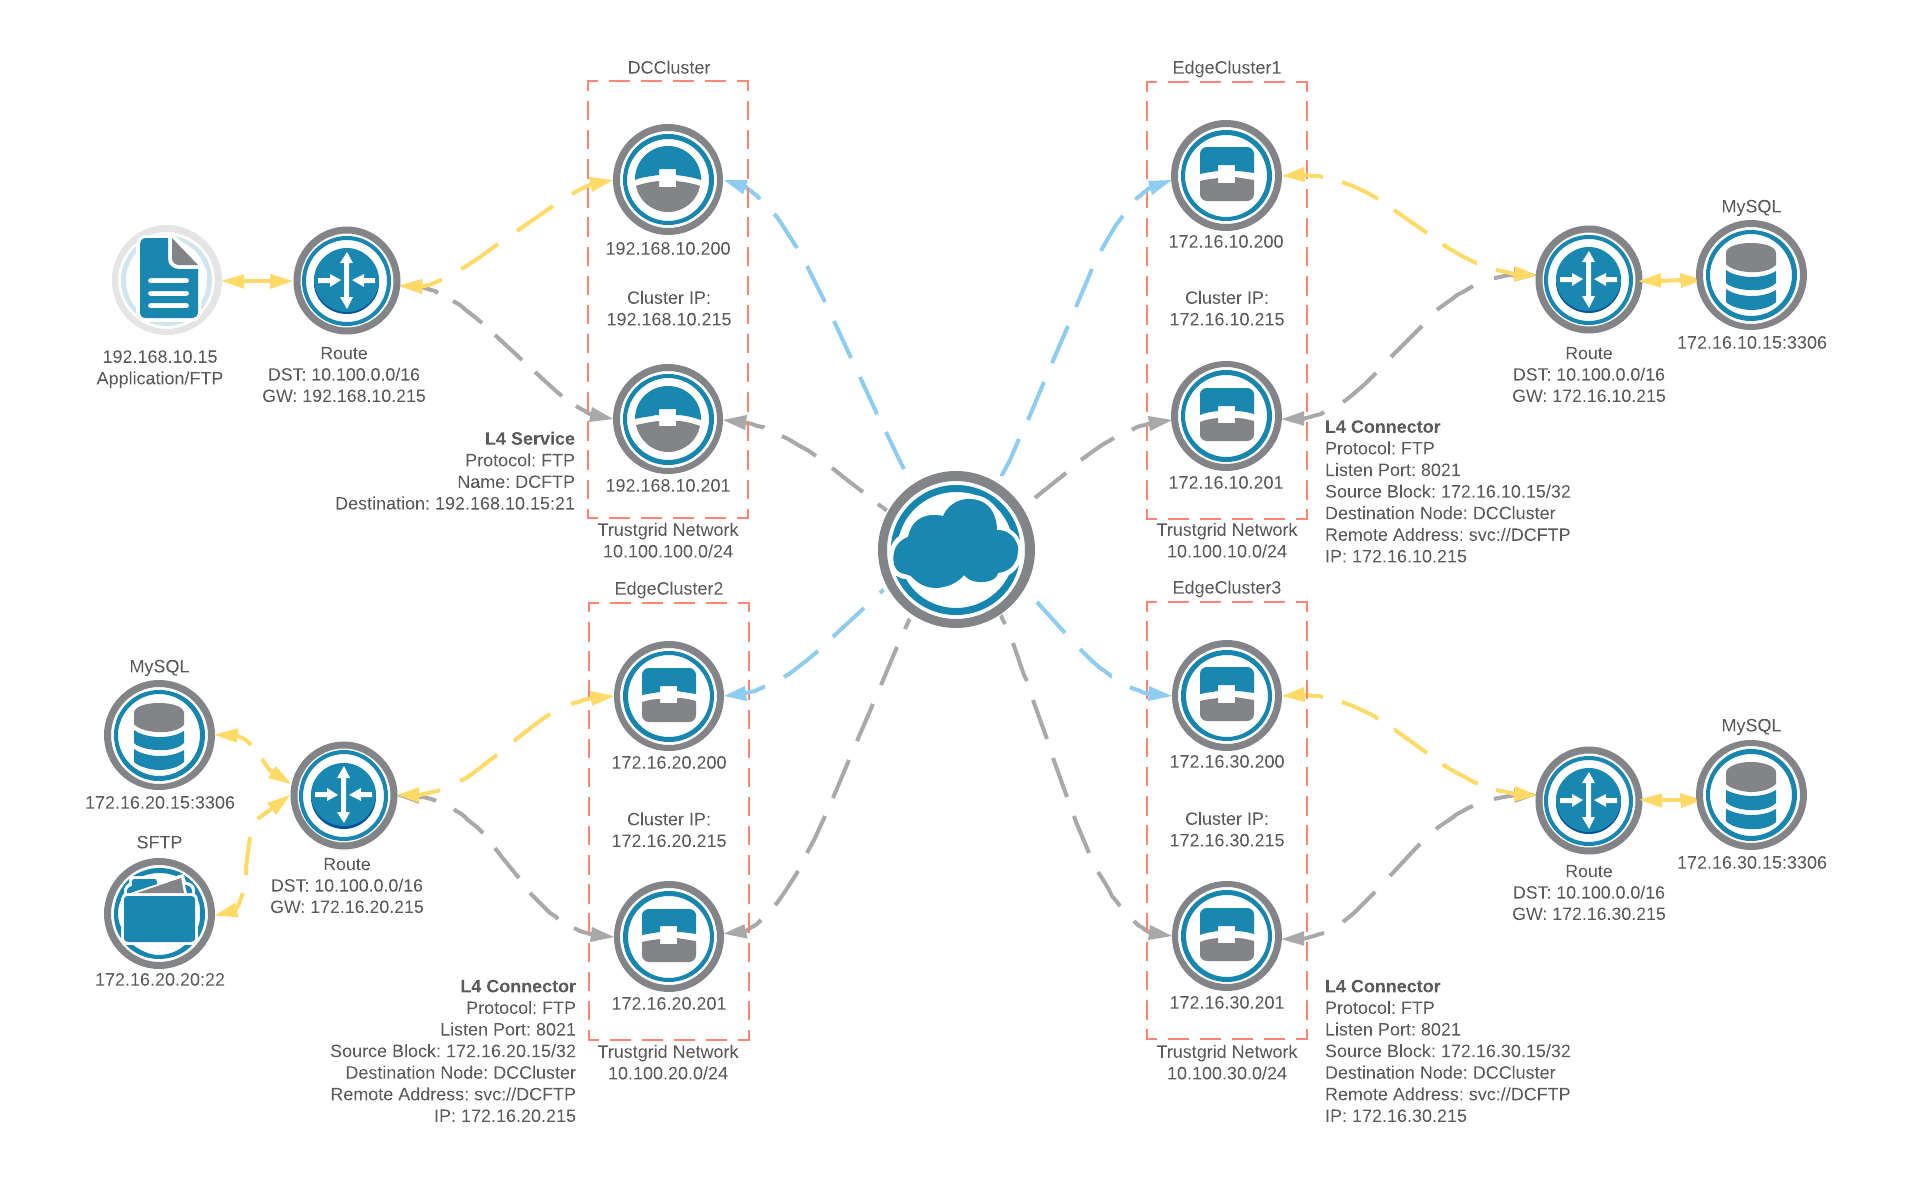 DCCluster
192.168.10.200
Cluster IP:
192.168.10.215
192.168.10.201
Trustgrid Network
10.100.100.0/24
192.168.10.15
Application/FTP
Route
DST: 10.100.0.0/16
GW: 192.168.10.215
L4 Service
Protocol: FTP
Name: DCFTP
Destination: 192.168.10.15:21
EdgeCluster1
172.16.10.200
Cluster IP:
172.16.10.215
172.16.10.201
Trustgrid Network
10.100.10.0/24
MySQL
172.16.10.15:3306
Route
DST: 10.100.0.0/16
GW: 172.16.10.215
L4 Connector
Protocol: FTP
Listen Port: 8021
Source Block: 172.16.10.15/32
Destination Node: DCCluster
Remote Address: svc://DCFTP
IP: 172.16.10.215
EdgeCluster2
172.16.20.200
Cluster IP:
172.16.20.215
172.16.20.201
Trustgrid Network
10.100.20.0/24
MySQL
172.16.20.15:3306
SFTP
172.16.20.20:22
Route
DST: 10.100.0.0/16
GW: 172.16.20.215
L4 Connector
Protocol: FTP
Listen Port: 8021
Source Block: 172.16.20.15/32
Destination Node: DCCluster
Remote Address: svc://DCFTP
IP: 172.16.20.215
EdgeCluster3
172.16.30.200
Cluster IP:
172.16.30.215
172.16.30.201
Trustgrid Network
10.100.30.0/24
MySQL
172.16.30.15:3306
Route
DST: 10.100.0.0/16
GW: 172.16.30.215
L4 Connector
Protocol: FTP
Listen Port: 8021
Source Block: 172.16.30.15/32
Destination Node: DCCluster
Remote Address: svc://DCFTP
IP: 172.16.30.215